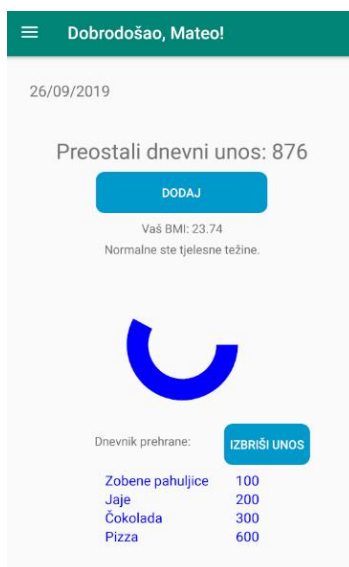 Dobrodošao, Mateo!
26/09/2019
Preostali dnevni unos: 876
DODAJ
Vaš BMI: 23.74
Normalne ste tjelesne težine.
Dnevnik prehrane:
IZBRIŠI UNOS
Zobene pahuljice 100
Jaje 200
Čokolada 300
Pizza 600